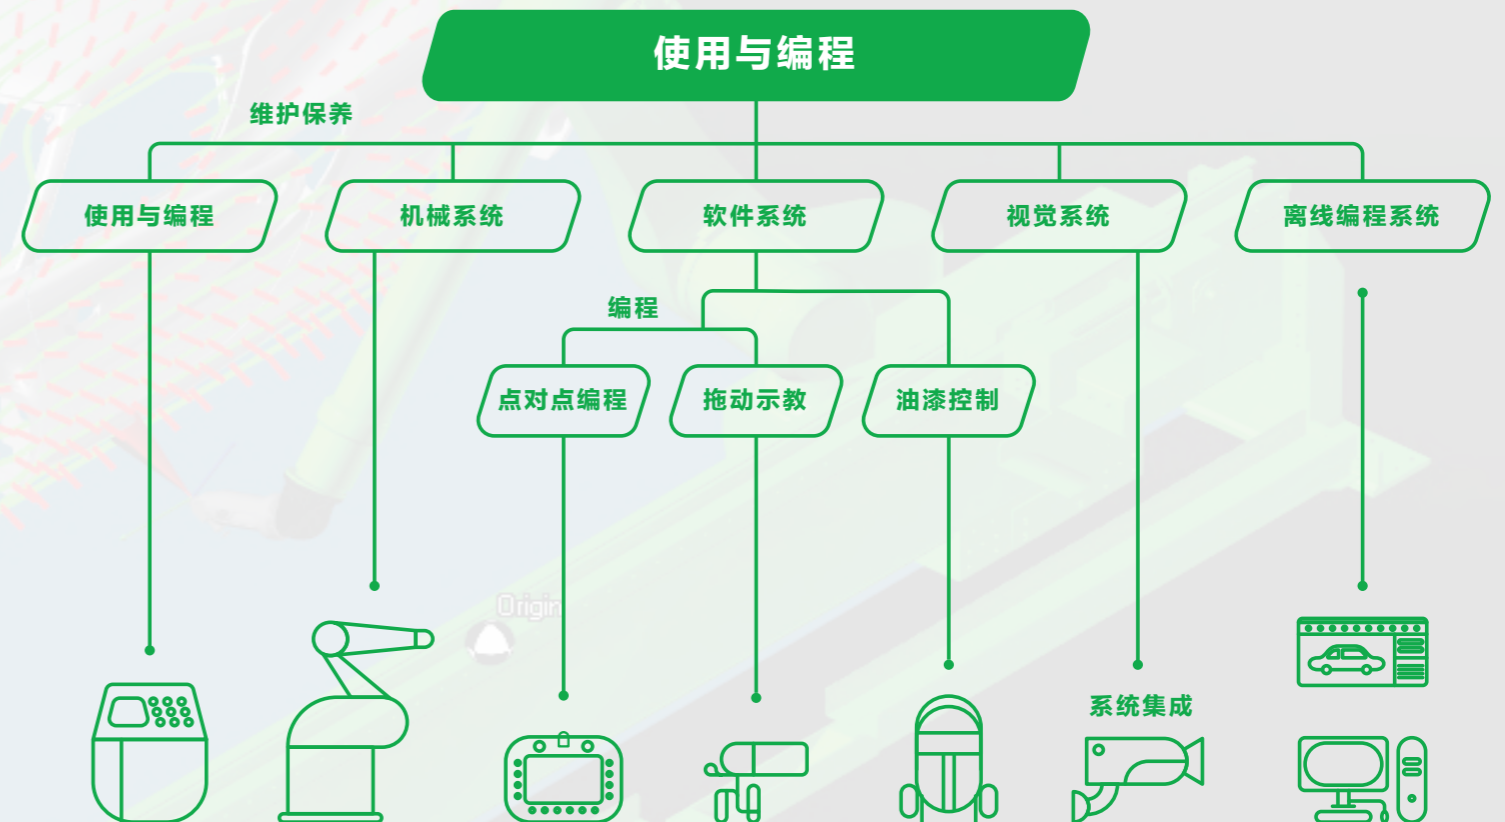 使用与编程
维护保养
使用与编程
机械系统
软件系统
视觉系统
离线编程系统
编程
点对点编程
拖动示教
油漆控制
Origin
系统集成